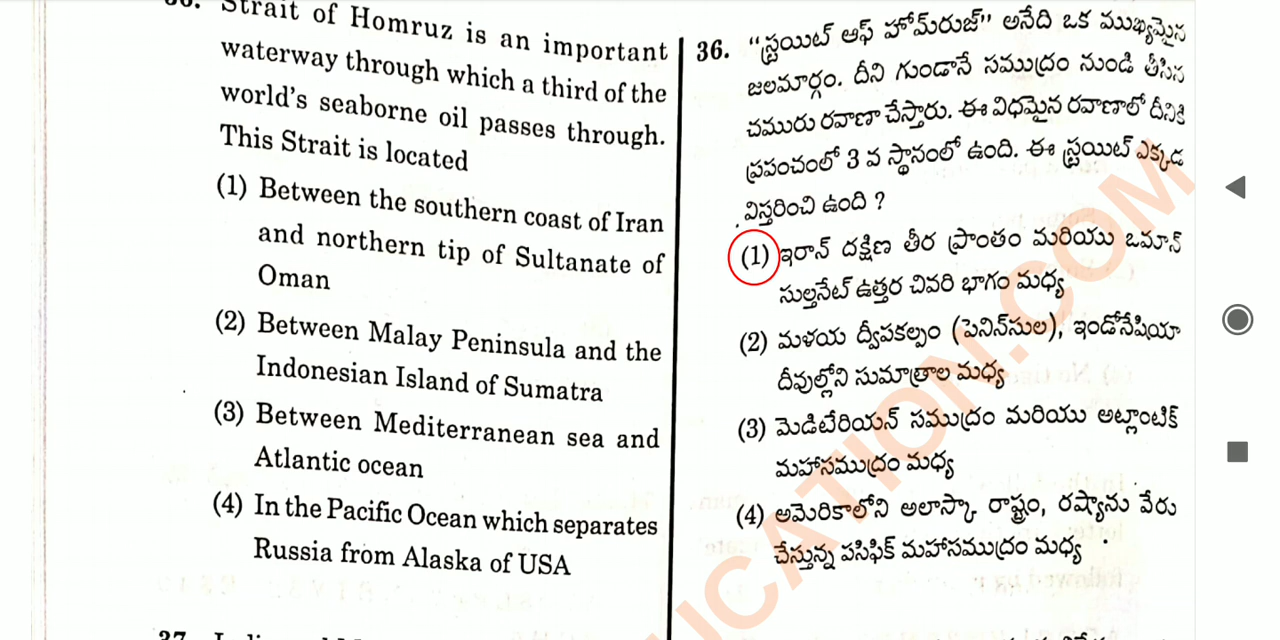 Strait of Homruz is an important
waterway through which a third of the
world's seaborne oil passes through.
This Strait is located
(1) Between the southern coast of Iran
and northern tip of Sultanate of
Oman
(2) Between Malay Peninsula and the
Indonesian Island of Sumatra
(3) Between Mediterranean sea and
Atlantic ocean
(4) In the Pacific Ocean which separates
Russia from Alaska of USA
37.
36. "స్ట్రయిట్ ఆఫ్ హోమ్‌రుజ్" అనేది ఒక ముఖ్యమైన
జలమార్గం. దీని గుండానే సముద్రం నుండి తీసిన
చమురు రవాణా చేస్తారు. ఈ విధమైన రవాణాలో దీనికి
ప్రపంచంలో 3 వ స్థానంలో ఉంది. ఈ స్ట్రయిట్ ఎక్కడ
విస్తరించి ఉంది ?
(1) ఇరాన్ దక్షిణ తీర ప్రాంతం మరియు ఒమాన్
సుల్తనేట్ ఉత్తర చివరి భాగం మధ్య
(2) మళయ ద్వీపకల్పం (పెనిన్‌సుల), ఇండోనేషియా
దీవుల్లోని సుమాత్రాల మధ్య
(3) మెడిటేరియన్ సముద్రం మరియు అట్లాంటిక్
మహాసముద్రం మధ్య
(4) అమెరికాలోని అలాస్కా రాష్ట్రం, రష్యాను వేరు
చేస్తున్న పసిఫిక్ మహాసముద్రం మధ్య
UCATION.COM